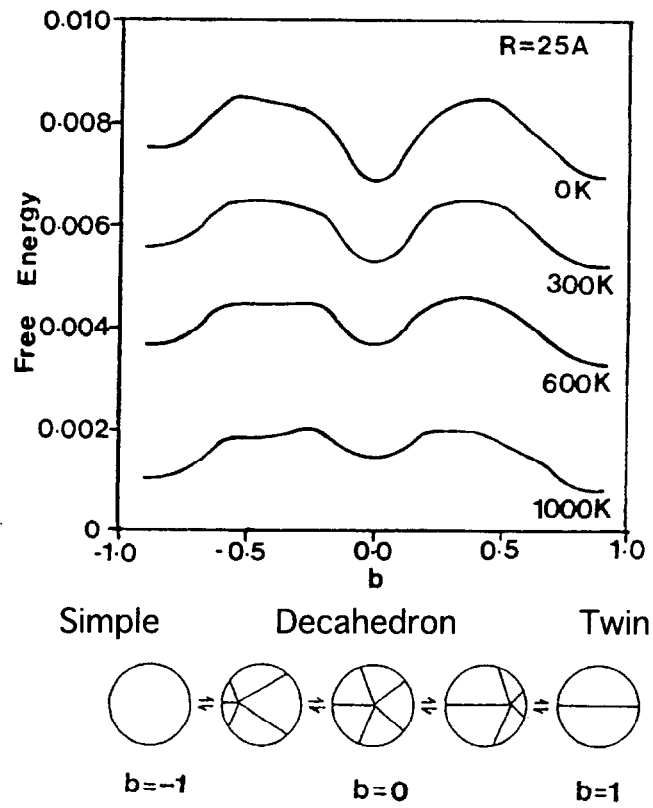 0·010
R=25A
0·008
0K
0·006
300K
Free Energy
0·004
600K
0·002
1000K
0
-1·0 -0·5 0·0 0·5 1·0
b
Simple Decahedron Twin
b=-1 b=0 b=1